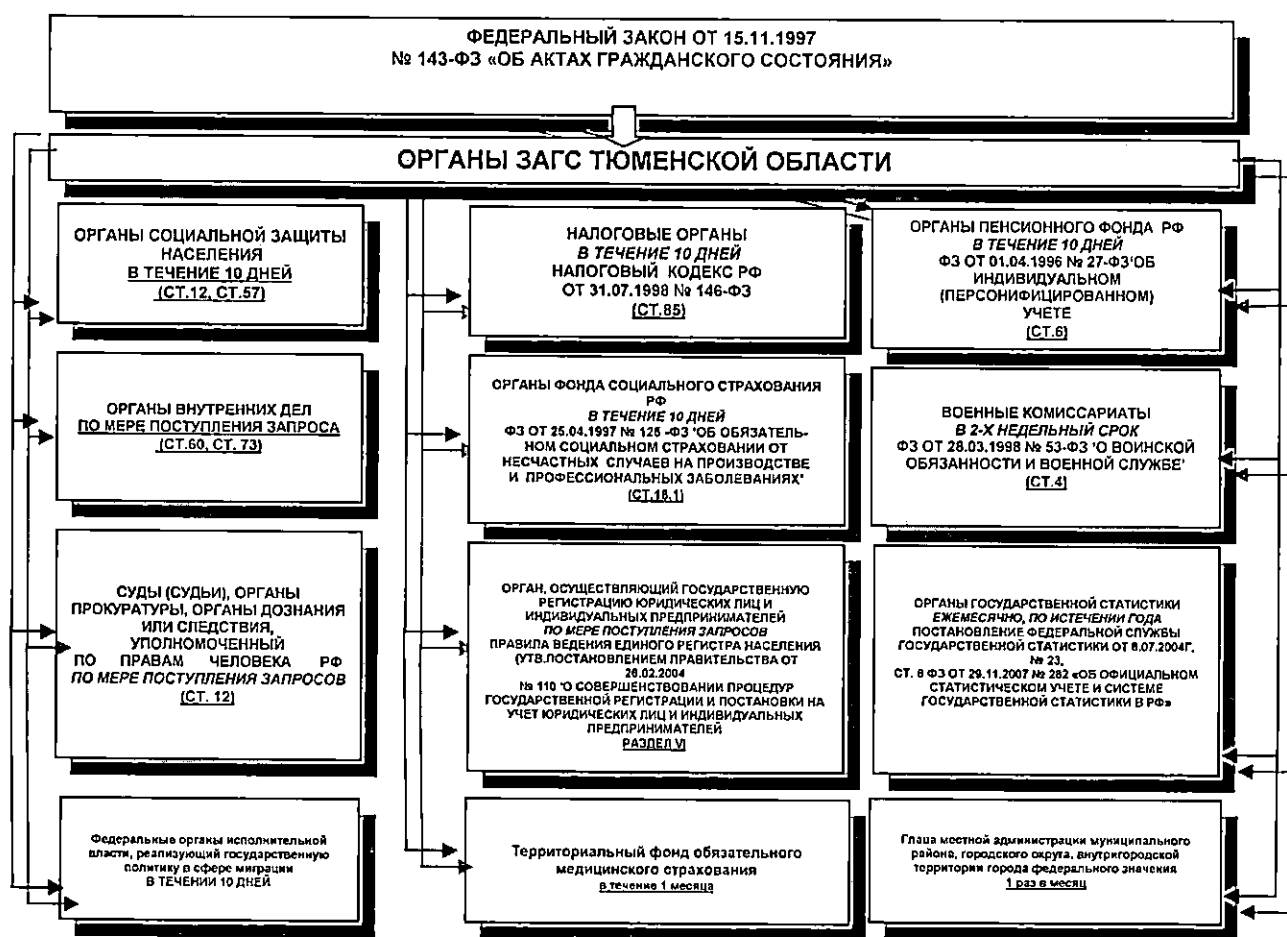 ФЕДЕРАЛЬНЫЙ ЗАКОН ОТ 15.11.1997
№ 143-ФЗ «ОБ АКТАХ ГРАЖДАНСКОГО СОСТОЯНИЯ»
ОРГАНЫ ЗАГС ТЮМЕНСКОЙ ОБЛАСТИ
ОРГАНЫ СОЦИАЛЬНОЙ ЗАЩИТЫ
НАСЕЛЕНИЯ
В ТЕЧЕНИЕ 10 ДНЕЙ
(СТ.12, СТ.57)
НАЛОГОВЫЕ ОРГАНЫ
В ТЕЧЕНИЕ 10 ДНЕЙ
НАЛОГОВЫЙ КОДЕКС РФ
ОТ 31.07.1998 № 146-ФЗ
(СТ.85)
ОРГАНЫ ПЕНСИОННОГО ФОНДА РФ
В ТЕЧЕНИЕ 10 ДНЕЙ
ФЗ ОТ 01.04.1996 № 27-ФЗ'ОБ
ИНДИВИДУАЛЬНОМ
(ПЕРСОНИФИЦИРОВАННОМ)
УЧЕТЕ
(СТ.6)
ОРГАНЫ ВНУТРЕННИХ ДЕЛ
ПО МЕРЕ ПОСТУПЛЕНИЯ ЗАПРОСА
(СТ.60, СТ. 73)
ОРГАНЫ ФОНДА СОЦИАЛЬНОГО СТРАХОВАНИЯ
РФ
В ТЕЧЕНИЕ 10 ДНЕЙ
ФЗ ОТ 25.04.1997 № 125 -ФЗ 'ОБ ОБЯЗАТЕЛЬ-
НОМ СОЦИАЛЬНОМ СТРАХОВАНИИ ОТ
НЕСЧАСТНЫХ СЛУЧАЕВ НА ПРОИЗВОДСТВЕ
И ПРОФЕССИОНАЛЬНЫХ ЗАБОЛЕВАНИЯХ'
(СТ.18.1)
ВОЕННЫЕ КОМИССАРИАТЫ
В 2-Х НЕДЕЛЬНЫЙ СРОК
ФЗ ОТ 28.03.1998 № 53-ФЗ 'О ВОИНСКОЙ
ОБЯЗАННОСТИ И ВОЕННОЙ СЛУЖБЕ'
(СТ.4)
СУДЫ (СУДЬИ), ОРГАНЫ
ПРОКУРАТУРЫ, ОРГАНЫ ДОЗНАНИЯ
ИЛИ СЛЕДСТВИЯ,
УПОЛНОМОЧЕННЫЙ
ПО ПРАВАМ ЧЕЛОВЕКА РФ
ПО МЕРЕ ПОСТУПЛЕНИЯ ЗАПРОСОВ
(СТ. 12)
ОРГАН, ОСУЩЕСТВЛЯЮЩИЙ ГОСУДАРСТВЕННУЮ
РЕГИСТРАЦИЮ ЮРИДИЧЕСКИХ ЛИЦ И
ИНДИВИДУАЛЬНЫХ ПРЕДПРИНИМАТЕЛЕЙ
ПО МЕРЕ ПОСТУПЛЕНИЯ ЗАПРОСОВ
ПРАВИЛА ВЕДЕНИЯ ЕДИНОГО РЕГИСТРА НАСЕЛЕНИЯ
(УТВ.ПОСТАНОВЛЕНИЕМ ПРАВИТЕЛЬСТВА ОТ
26.02.2004
№ 110 'О СОВЕРШЕНСТВОВАНИИ ПРОЦЕДУР
ГОСУДАРСТВЕННОЙ РЕГИСТРАЦИИ И ПОСТАНОВКИ НА
УЧЕТ ЮРИДИЧЕСКИХ ЛИЦ И ИНДИВИДУАЛЬНЫХ
ПРЕДПРИНИМАТЕЛЕЙ
РАЗДЕЛ VI
ОРГАНЫ ГОСУДАРСТВЕННОЙ СТАТИСТИКИ
ЕЖЕМЕСЯЧНО, ПО ИСТЕЧЕНИИ ГОДА
ПОСТАНОВЛЕНИЕ ФЕДЕРАЛЬНОЙ СЛУЖБЫ
ГОСУДАРСТВЕННОЙ СТАТИСТИКИ ОТ 8.07.2004Г.
№ 23,
СТ. 8 ФЗ ОТ 29.11.2007 № 282 «ОБ ОФИЦИАЛЬНОМ
СТАТИСТИЧЕСКОМ УЧЕТЕ И СИСТЕМЕ
ГОСУДАРСТВЕННОЙ СТАТИСТИКИ В РФ»
Федеральные органы исполнительной
власти, реализующий государственную
политику в сфере миграции
В ТЕЧЕНИИ 10 ДНЕЙ
Территориальный фонд обязательного
медицинского страхования
в течение 1 месяца
Глава местной администрации муниципального
района, городского округа, внутригородской
территории города федерального значения
1 раз в месяц